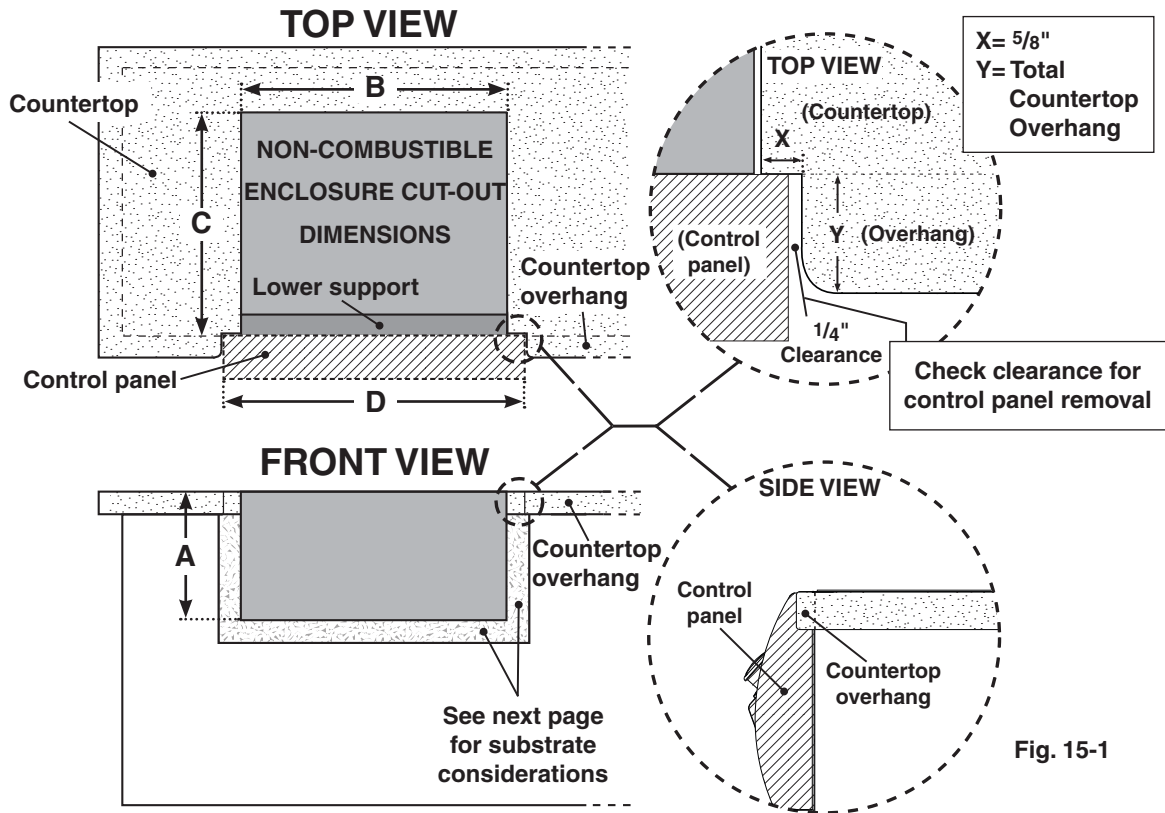 TOP VIEW
Countertop
B
NON-COMBUSTIBLE
ENCLOSURE CUT-OUT
DIMENSIONS
C
Lower support
Countertop
overhang
Control panel
D
TOP VIEW
(Countertop)
X
(Control
panel)
Y
(Overhang)
1/4"
Clearance
X= 5/8"
Y= Total
Countertop
Overhang
Check clearance for
control panel removal
FRONT VIEW
A
Countertop
overhang
See next page
for substrate
considerations
SIDE VIEW
Control
panel
Countertop
overhang
Fig. 15-1